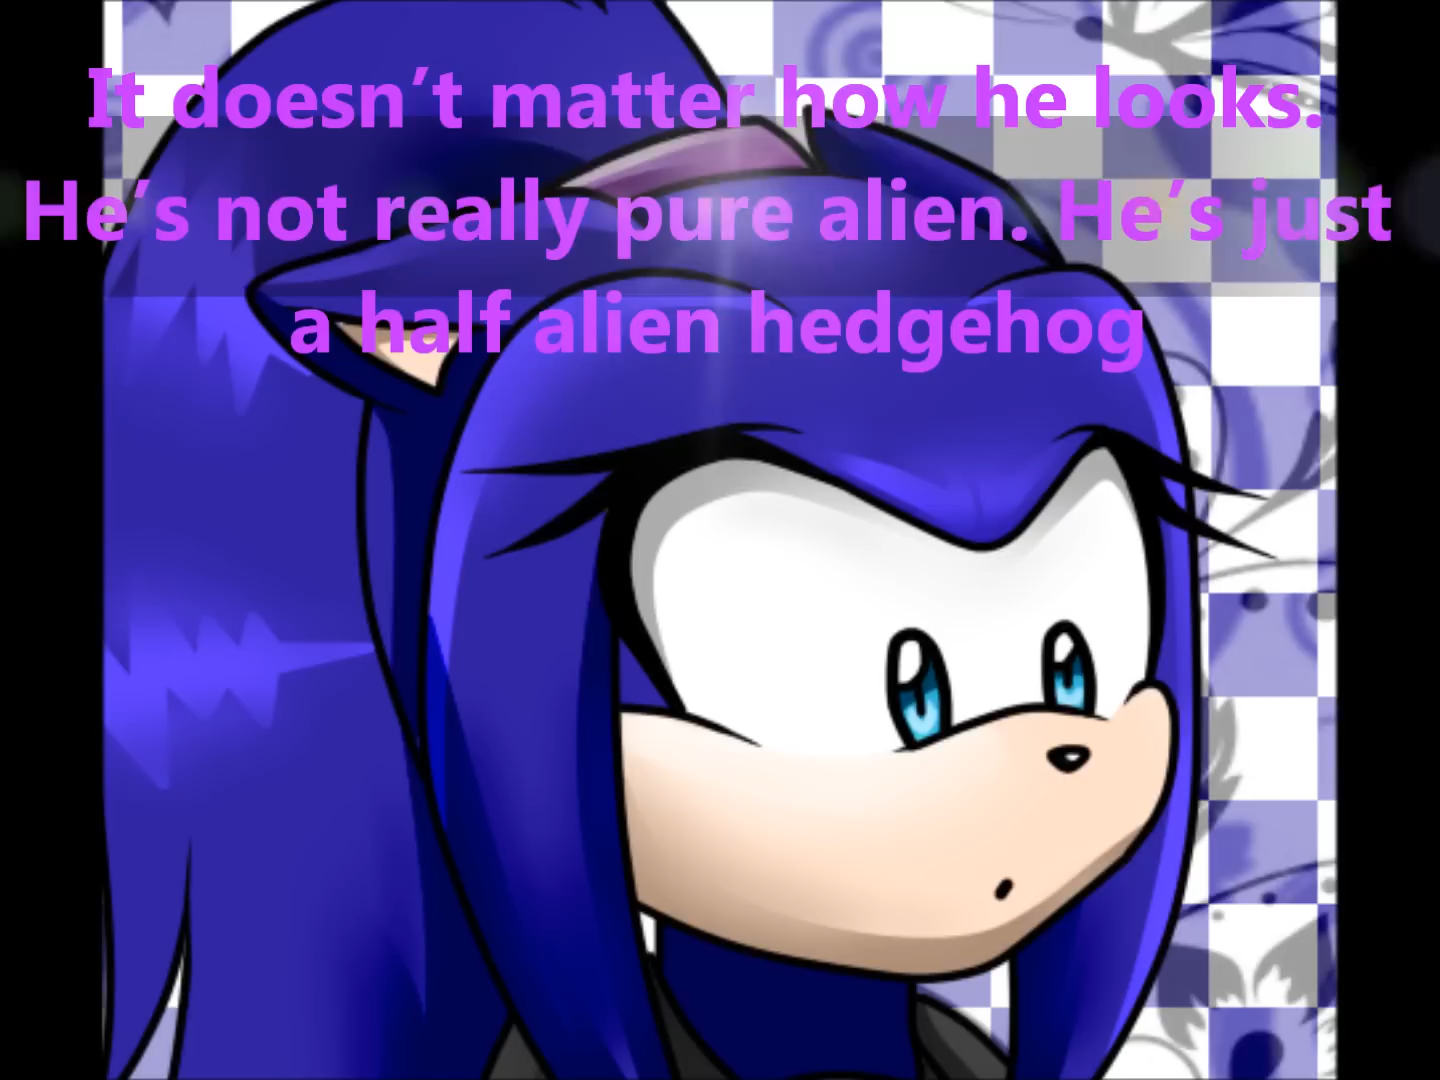 It doesn’t matter how he looks.
He’s not really pure alien. He’s just
a half alien hedgehog